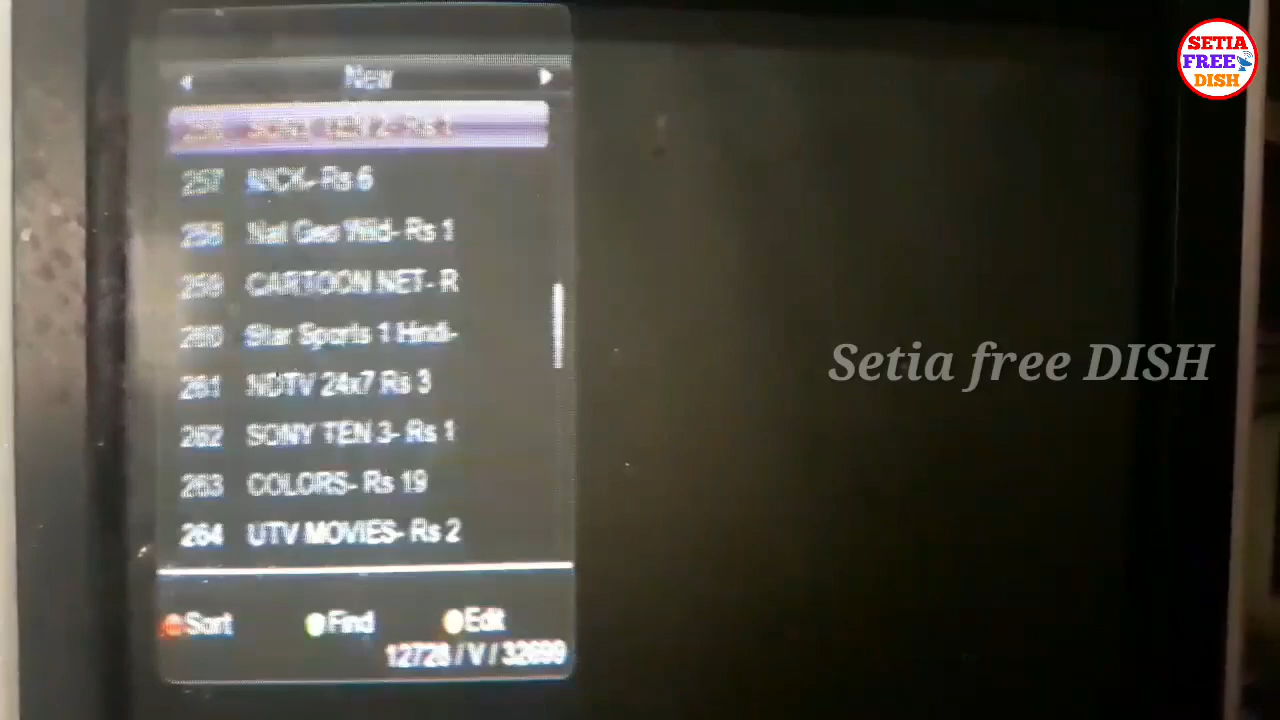 New
257 NICK- Rs 6
258 Nat Geo Wild- Rs 1
259 CARTOON NET- R
260 Star Sports 1 Hindi-
261 NDTV 24x7 Rs 3
262 SONY TEN 3- Rs 1
263 COLORS- Rs 19
264 UTV MOVIES- Rs 2
Sort Find Edit
12728 / V / 32699
SETIA
FREE
DISH
Setia free DISH